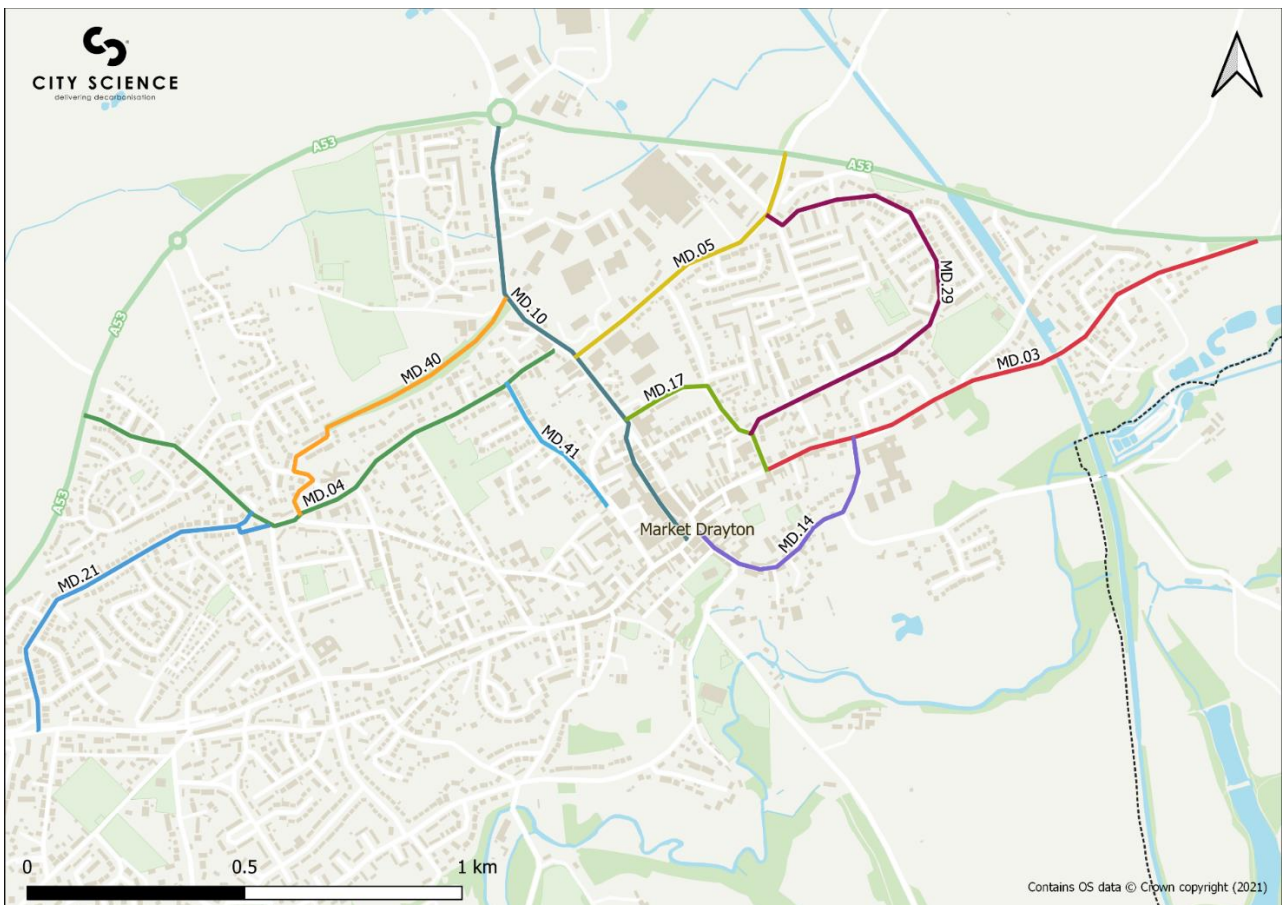 CITY SCIENCE
delivering decarbonisation
A53
A53
A53
A53
MD.10
MD.05
MD.29
MD.03
MD.40
MD.17
MD.41
MD.04
MD.21
Market Drayton
MD.14
0 0.5 1 km
Contains OS data © Crown copyright (2021)